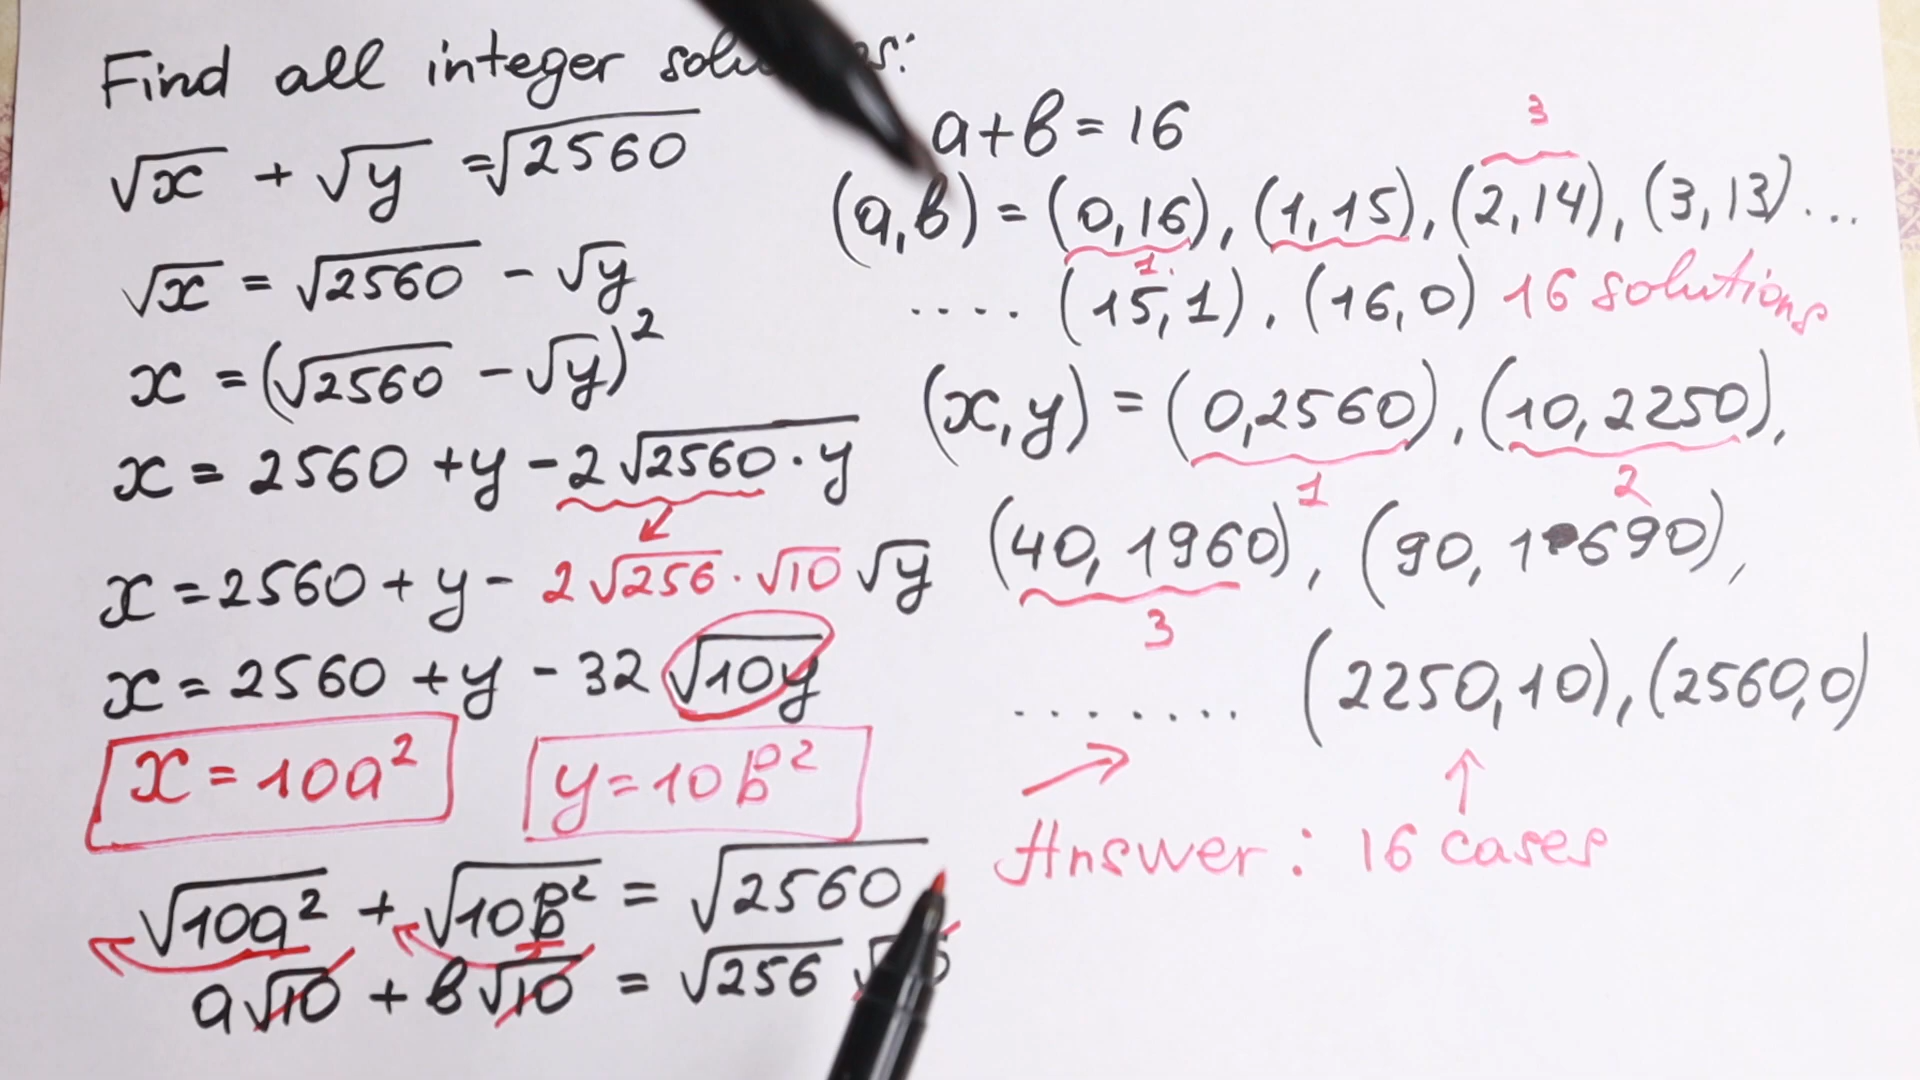 Find all integer
√x + √y = √2560
√x = √2560 - √y
x = (√2560 - √y)²
x = 2560 + y - 2√2560 · y
x = 2560 + y - 2√256 · √10 √y
x = 2560 + y - 32 √10y
x = 10a² y = 10b²
√10a² + √10b² = √2560
a√10 + b√10 = √256
a + b = 16
3
(a, b) = (0, 16), (1, 15), (2, 14), (3, 13) ...
1.
.... (15, 1), (16, 0) 16 solutions
(x, y) = (0, 2560), (10, 2250),
1 2
(40, 1960), (90, 1690),
3
....... (2250, 10), (2560, 0)
Answer: 16 cases